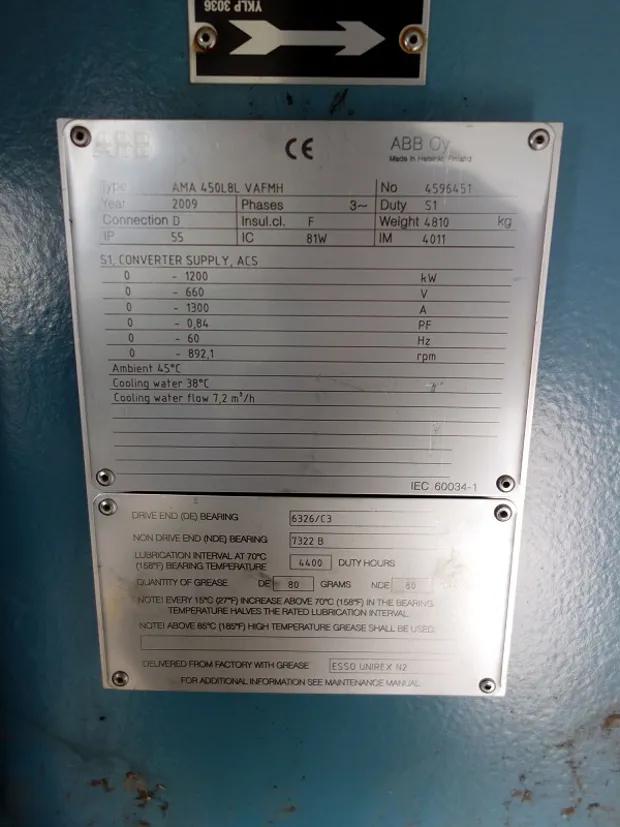 YKLP 3036
ABB CE ABB Oy
Made in Helsinki, Finland
Type AMA 450L8L VAFMH No 4596451
Year 2009 Phases 3~ Duty S1
Connection D Insul.cl. F Weight 4810 kg
IP 55 IC 81W IM 4011
S1, CONVERTER SUPPLY, ACS
0 - 1200 kW
0 - 660 V
0 - 1300 A
0 - 0,84 PF
0 - 60 Hz
0 - 892,1 rpm
Ambient 45°C
Cooling water 38°C
Cooling water flow 7,2 m³/h
IEC 60034-1
DRIVE END (DE) BEARING 6326/C3
NON DRIVE END (NDE) BEARING 7322 B
LUBRICATION INTERVAL AT 70°C
(158°F) BEARING TEMPERATURE 4400 DUTY HOURS
QUANTITY OF GREASE DE 80 GRAMS NDE 80
NOTE! EVERY 15°C (27°F) INCREASE ABOVE 70°C (158°F) IN THE BEARING
TEMPERATURE HALVES THE RATED LUBRICATION INTERVAL.
NOTE! ABOVE 85°C (185°F) HIGH TEMPERATURE GREASE SHALL BE USED.
DELIVERED FROM FACTORY WITH GREASE ESSO UNIREX N2
FOR ADDITIONAL INFORMATION SEE MAINTENANCE MANUAL